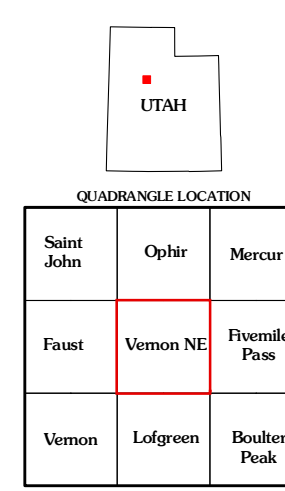 UTAH
QUADRANGLE LOCATION
Saint
John
Ophir
Mercur
Faust
Vernon NE
Fivemile
Pass
Vernon
Lofgreen
Boulter
Peak